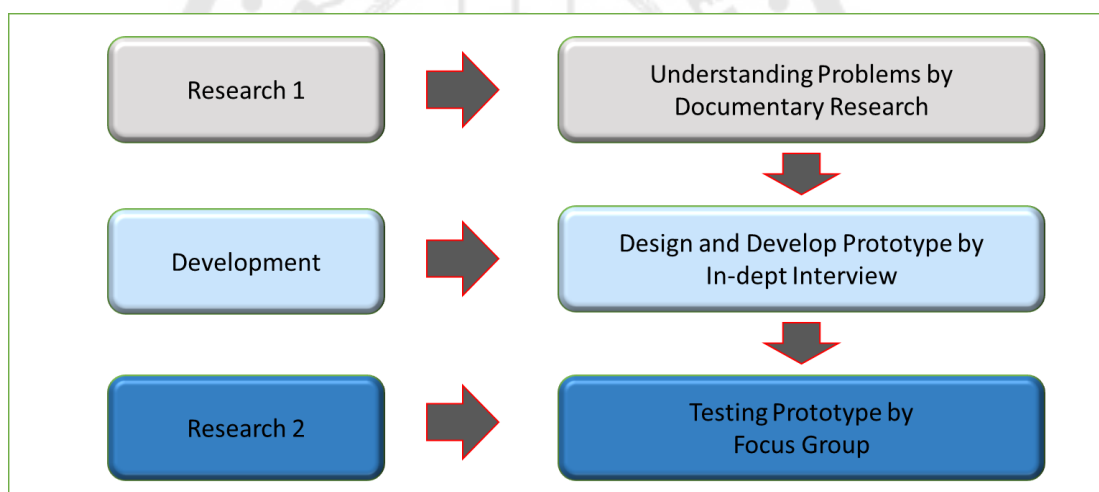 Research 1
Understanding Problems by
Documentary Research
Development
Design and Develop Prototype by
In-dept Interview
Research 2
Testing Prototype by
Focus Group